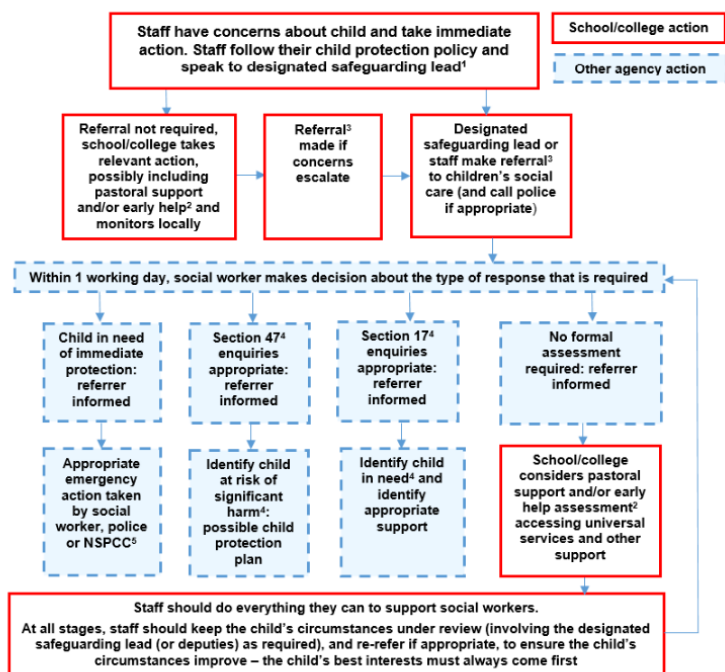 Staff have concerns about child and take immediate
action. Staff follow their child protection policy and
speak to designated safeguarding lead¹
School/college action
Other agency action
Referral not required,
school/college takes
relevant action,
possibly including
pastoral support
and/or early help² and
monitors locally
Referral³
made if
concerns
escalate
Designated
safeguarding lead or
staff make referral³
to children’s social
care (and call police
if appropriate)
Within 1 working day, social worker makes decision about the type of response that is required
Child in need
of immediate
protection:
referrer
informed
Section 47⁴
enquiries
appropriate:
referrer
informed
Section 17⁴
enquiries
appropriate:
referrer
informed
No formal
assessment
required: referrer
informed
Appropriate
emergency
action taken
by social
worker, police
or NSPCC⁵
Identify child
at risk of
significant
harm⁴:
possible child
protection
plan
Identify child
in need⁴ and
identify
appropriate
support
School/college
considers pastoral
support and/or early
help assessment²
accessing universal
services and other
support
Staff should do everything they can to support social workers.
At all stages, staff should keep the child’s circumstances under review (involving the designated
safeguarding lead (or deputies) as required), and re-refer if appropriate, to ensure the child’s
circumstances improve – the child’s best interests must always come first